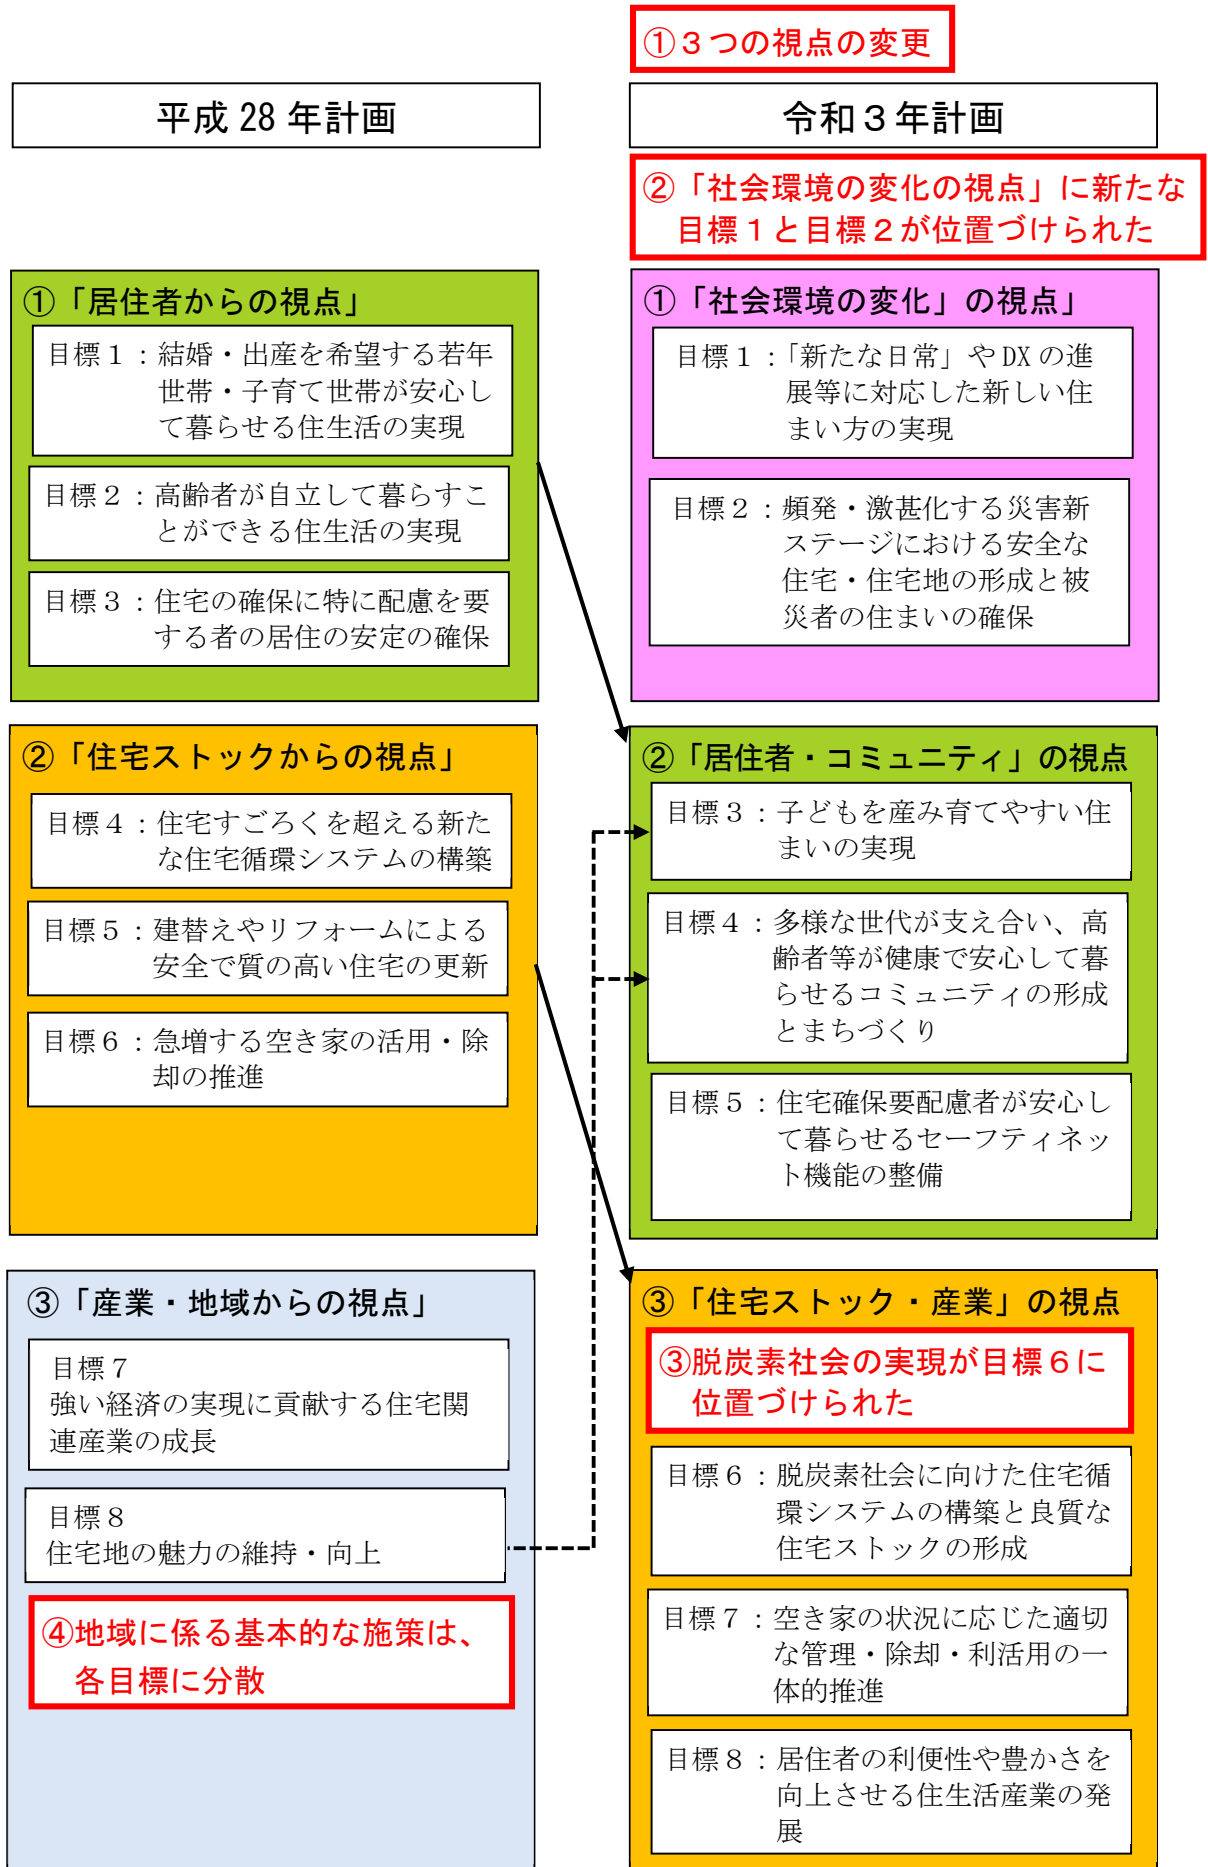 ①３つの視点の変更
平成 28 年計画
令和３年計画
②「社会環境の変化の視点」に新たな
目標１と目標２が位置づけられた
①「居住者からの視点」
目標１：結婚・出産を希望する若年
世帯・子育て世帯が安心し
て暮らせる住生活の実現
目標２：高齢者が自立して暮らすこ
とができる住生活の実現
目標３：住宅の確保に特に配慮を要
する者の居住の安定の確保
②「住宅ストックからの視点」
目標４：住宅すごろくを超える新た
な住宅循環システムの構築
目標５：建替えやリフォームによる
安全で質の高い住宅の更新
目標６：急増する空き家の活用・除
却の推進
③「産業・地域からの視点」
目標７
強い経済の実現に貢献する住宅関
連産業の成長
目標８
住宅地の魅力の維持・向上
④地域に係る基本的な施策は、
各目標に分散
①「社会環境の変化」の視点」
目標１：「新たな日常」や DX の進
展等に対応した新しい住
まい方の実現
目標２：頻発・激甚化する災害新
ステージにおける安全な
住宅・住宅地の形成と被
災者の住まいの確保
②「居住者・コミュニティ」の視点
目標３：子どもを産み育てやすい住
まいの実現
目標４：多様な世代が支え合い、高
齢者等が健康で安心して暮
らせるコミュニティの形成
とまちづくり
目標５：住宅確保要配慮者が安心し
て暮らせるセーフティネッ
ト機能の整備
③「住宅ストック・産業」の視点
③脱炭素社会の実現が目標６に
位置づけられた
目標６：脱炭素社会に向けた住宅循
環システムの構築と良質な
住宅ストックの形成
目標７：空き家の状況に応じた適切
な管理・除却・利活用の一
体的推進
目標８：居住者の利便性や豊かさを
向上させる住生活産業の発
展